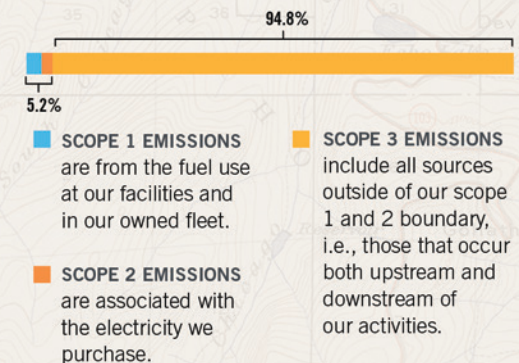 94.8%
5.2%
SCOPE 1 EMISSIONS
are from the fuel use
at our facilities and
in our owned fleet.
SCOPE 2 EMISSIONS
are associated with
the electricity we
purchase.
SCOPE 3 EMISSIONS
include all sources
outside of our scope
1 and 2 boundary,
i.e., those that occur
both upstream and
downstream of
our activities.